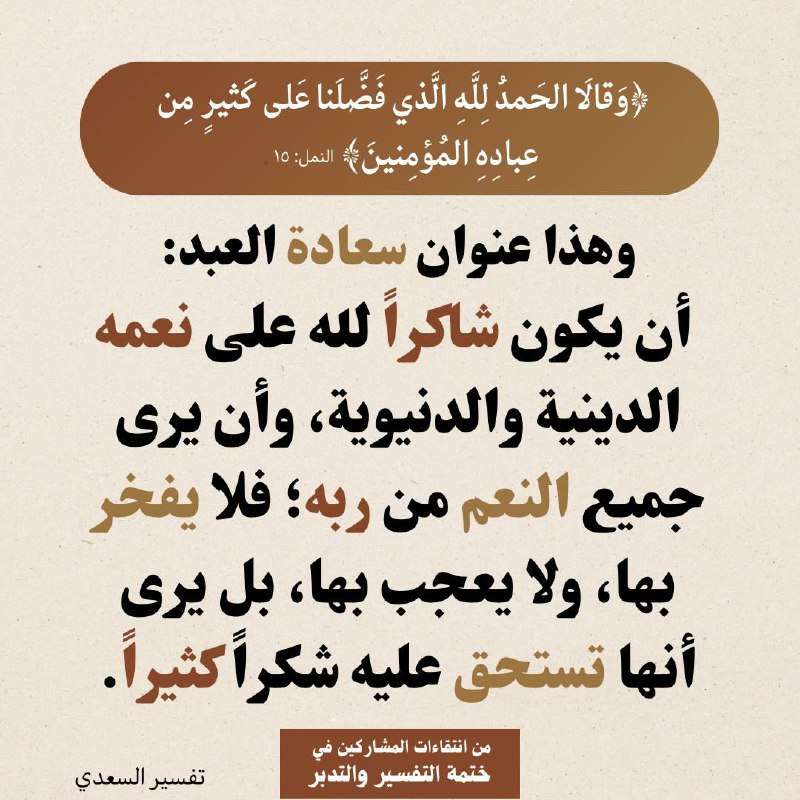 ﴿وَقالَا الحَمدُ لِلَّهِ الَّذي فَضَّلَنا عَلى كَثيرٍ مِن
عِبادِهِ المُؤمِنينَ﴾ النمل: ١٥
وهذا عنوان سعادة العبد:
أن يكون شاكراً لله على نعمه
الدينية والدنيوية، وأن يرى
جميع النعم من ربه؛ فلا يفخر
بها، ولا يعجب بها، بل يرى
أنها تستحق عليه شكراً كثيراً.
من انتقاءات المشاركين في
ختمة التفسير والتدبر
تفسير السعدي